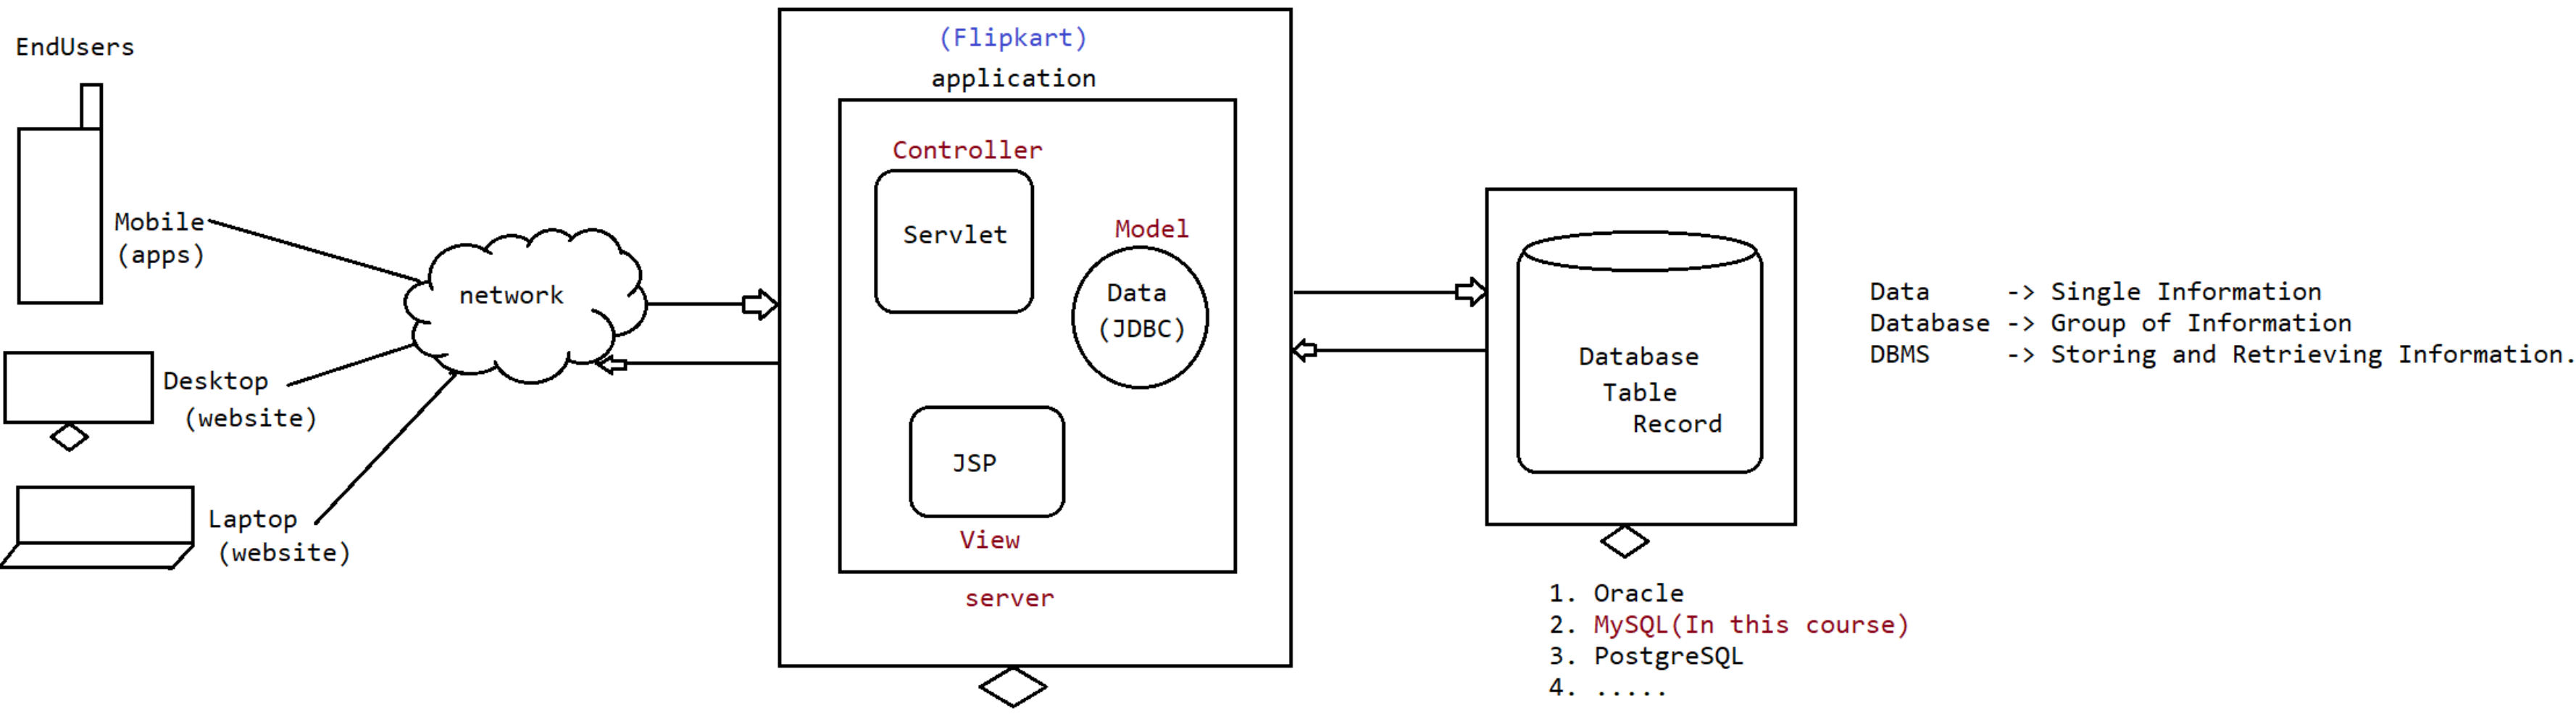 EndUsers
Mobile
(apps)
Desktop
(website)
Laptop
(website)
network
(Flipkart)
application
Controller
Servlet
Model
Data
(JDBC)
JSP
View
server
Database
Table
Record
1. Oracle
2. MySQL(In this course)
3. PostgreSQL
4. .....
Data -> Single Information
Database -> Group of Information
DBMS -> Storing and Retrieving Information.